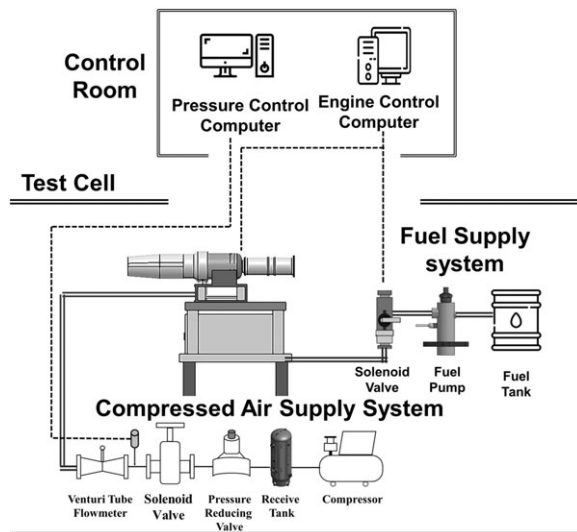 Control
Room
Pressure Control
Computer
Engine Control
Computer
Test Cell
Fuel Supply
system
Solenoid
Valve
Fuel
Pump
Fuel
Tank
Compressed Air Supply System
Venturi Tube
Flowmeter
Solenoid
Valve
Pressure
Reducing
Valve
Receive
Tank
Compressor